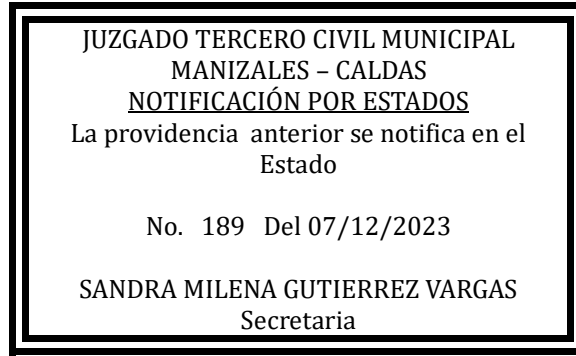 JUZGADO TERCERO CIVIL MUNICIPAL
MANIZALES – CALDAS
NOTIFICACIÓN POR ESTADOS
La providencia anterior se notifica en el
Estado
No. 189 Del 07/12/2023
SANDRA MILENA GUTIERREZ VARGAS
Secretaria